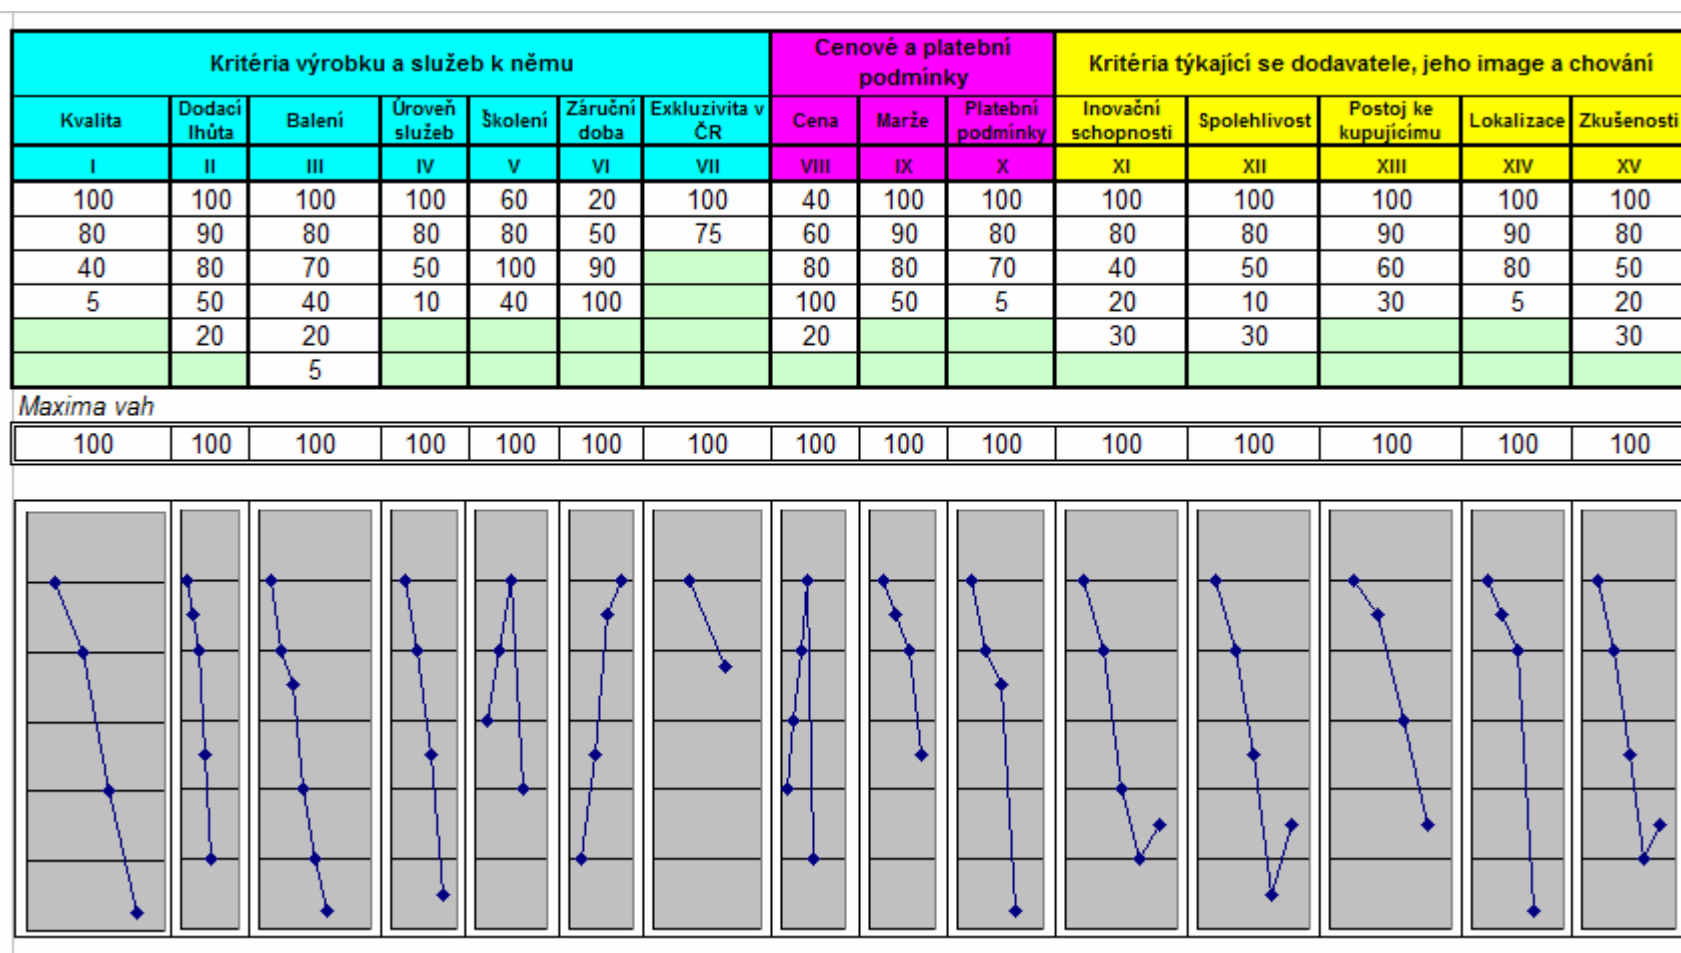 Kritéria výrobku a služeb k němu
Cenové a platební
podmínky
Kritéria týkající se dodavatele, jeho image a chování
Kvalita Dodací lhůta Balení Úroveň služeb Školení Záruční doba Exkluzivita v ČR Cena Marže Platební podmínky Inovační schopnosti Spolehlivost Postoj ke kupujícímu Lokalizace Zkušenosti
I II III IV V VI VII VIII IX X XI XII XIII XIV XV
100 100 100 100 60 20 100 40 100 100 100 100 100 100 100
80 90 80 80 80 50 75 60 90 80 80 80 90 90 80
40 80 70 50 100 90 80 80 70 40 50 60 80 50
5 50 40 10 40 100 100 50 5 20 10 30 5 20
20 20 20 30 30 30
5
Maxima vah
100 100 100 100 100 100 100 100 100 100 100 100 100 100 100